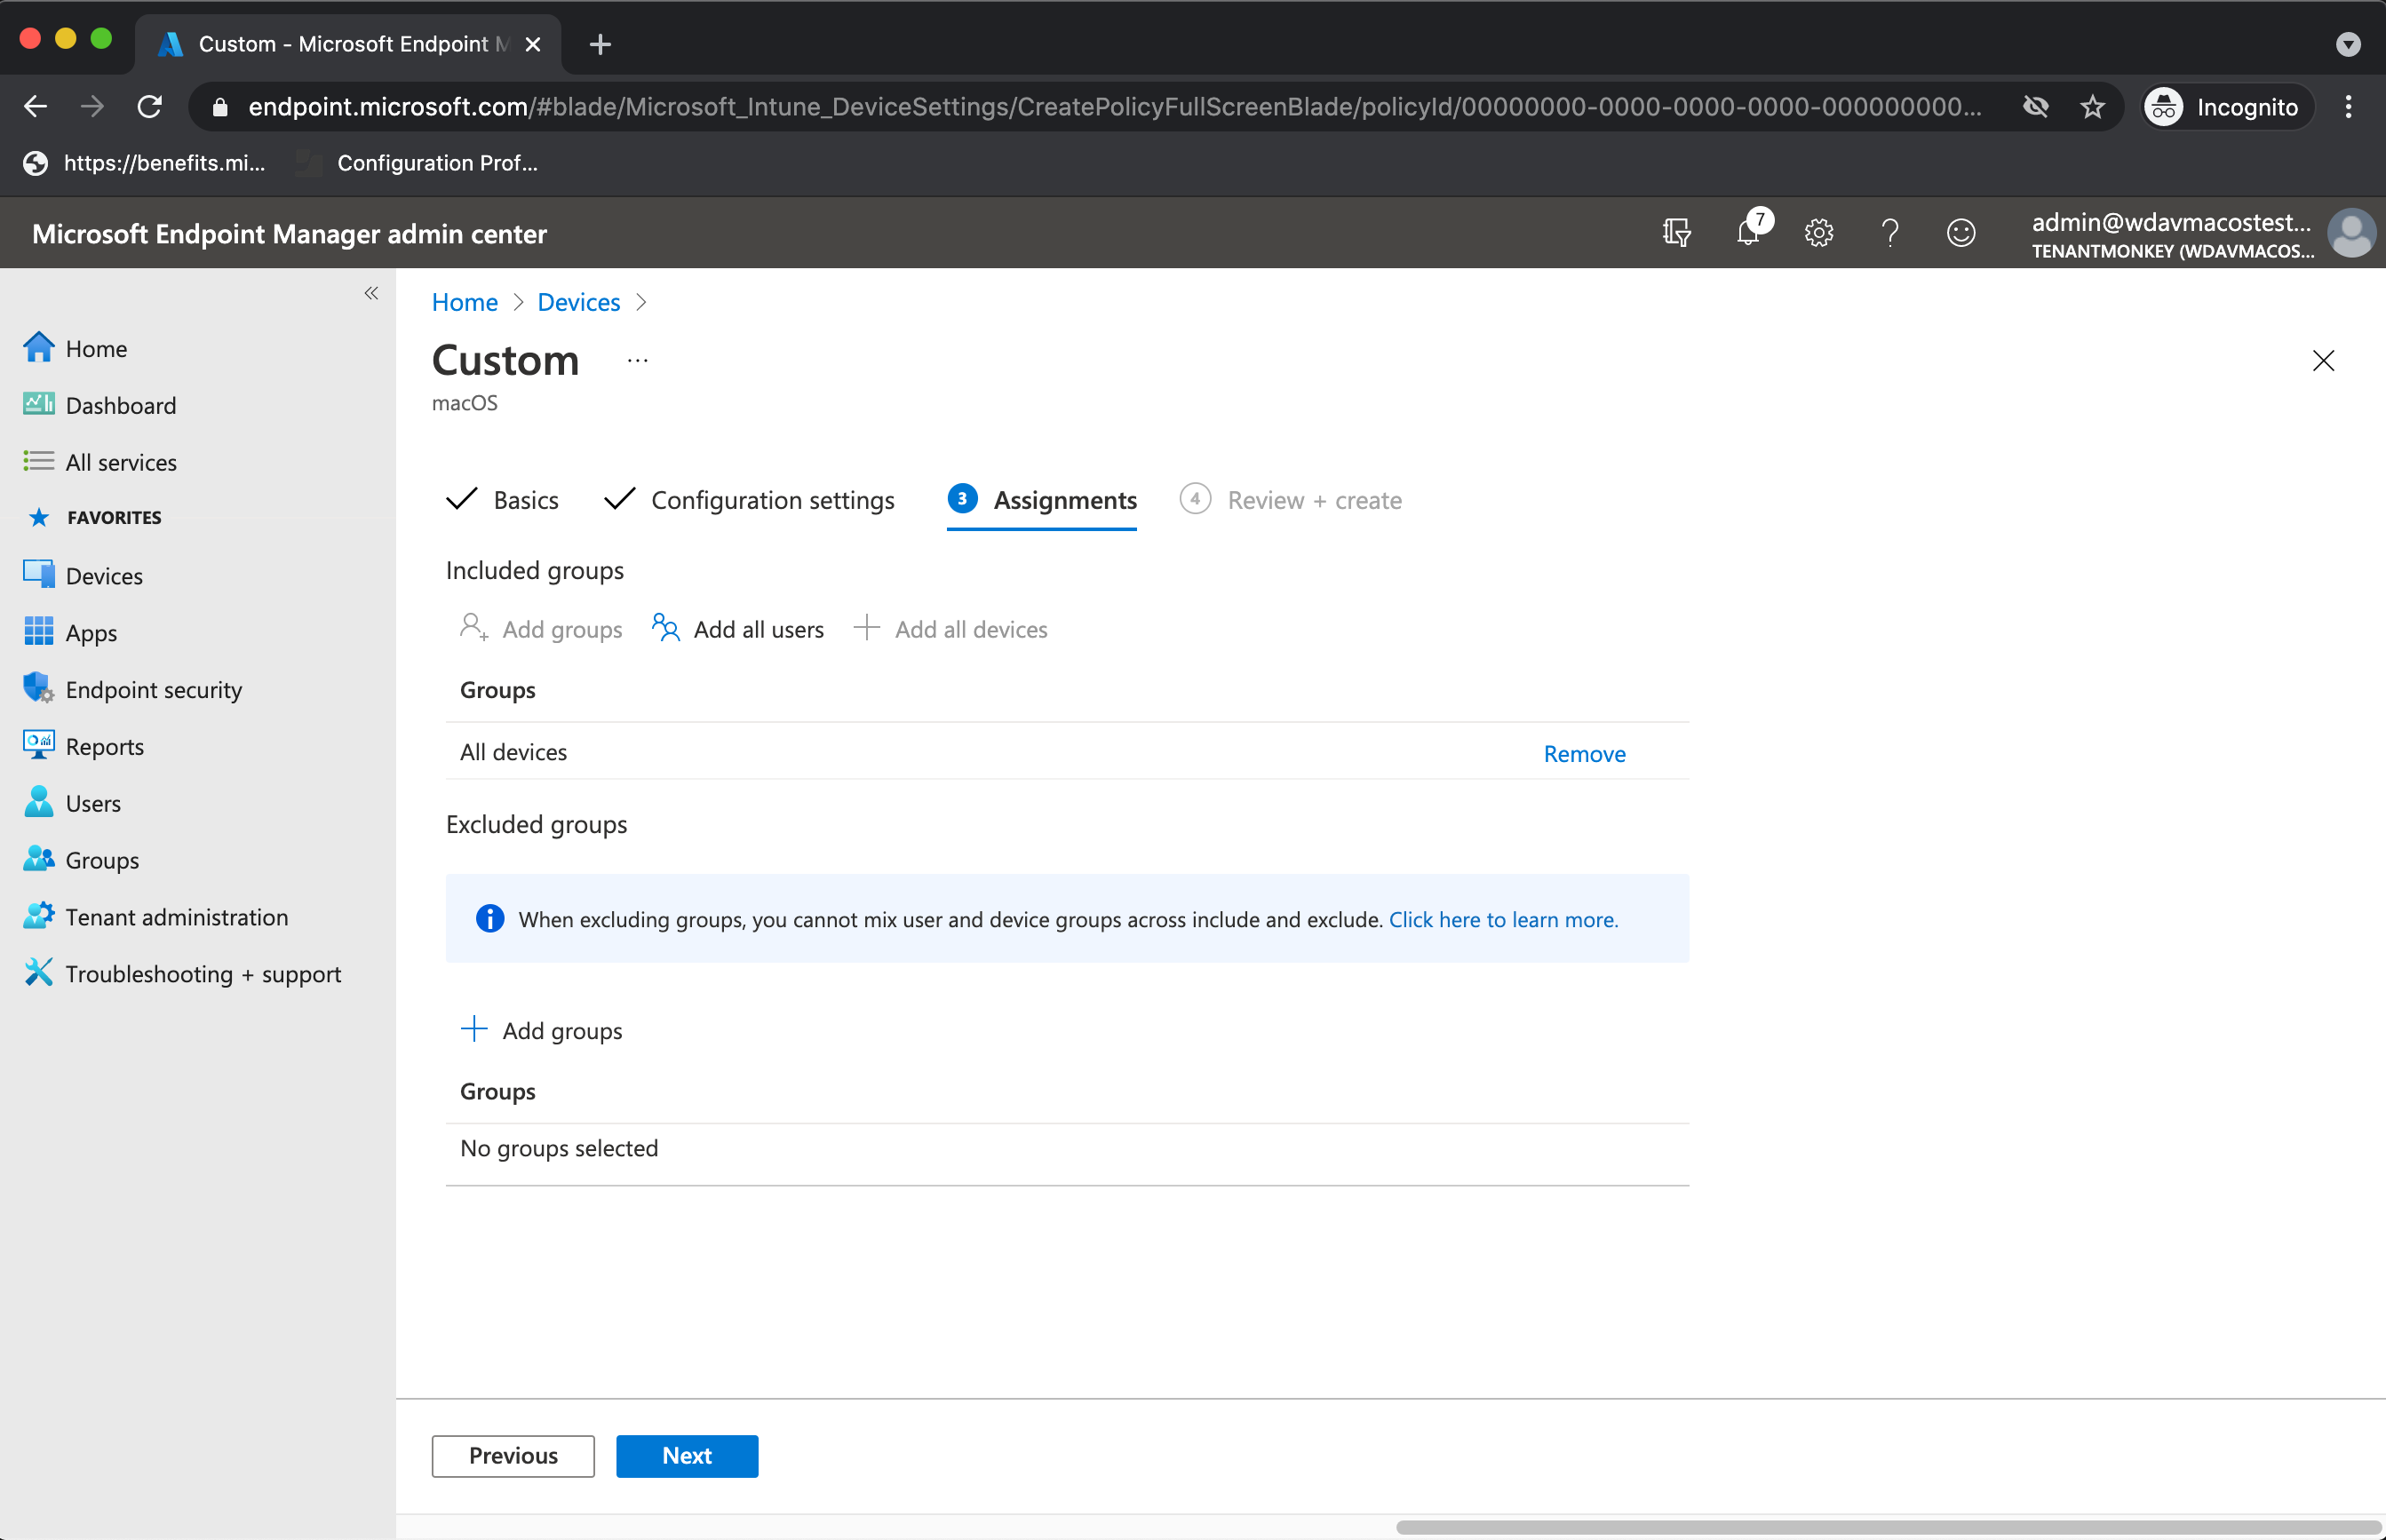 Custom - Microsoft Endpoint M
endpoint.microsoft.com/#blade/Microsoft_Intune_DeviceSettings/CreatePolicyFullScreenBlade/policyId/00000000-0000-0000-0000-000000000...
Incognito
https://benefits.mi...
Configuration Prof...
Microsoft Endpoint Manager admin center
7
admin@wdavmacostest...
TENANTMONKEY (WDAVMACOS...
Home
Dashboard
All services
FAVORITES
Devices
Apps
Endpoint security
Reports
Users
Groups
Tenant administration
Troubleshooting + support
Home > Devices >
Custom ...
macOS
Basics
Configuration settings
3 Assignments
4 Review + create
Included groups
Add groups
Add all users
Add all devices
Groups
All devices
Remove
Excluded groups
When excluding groups, you cannot mix user and device groups across include and exclude. Click here to learn more.
Add groups
Groups
No groups selected
Previous
Next